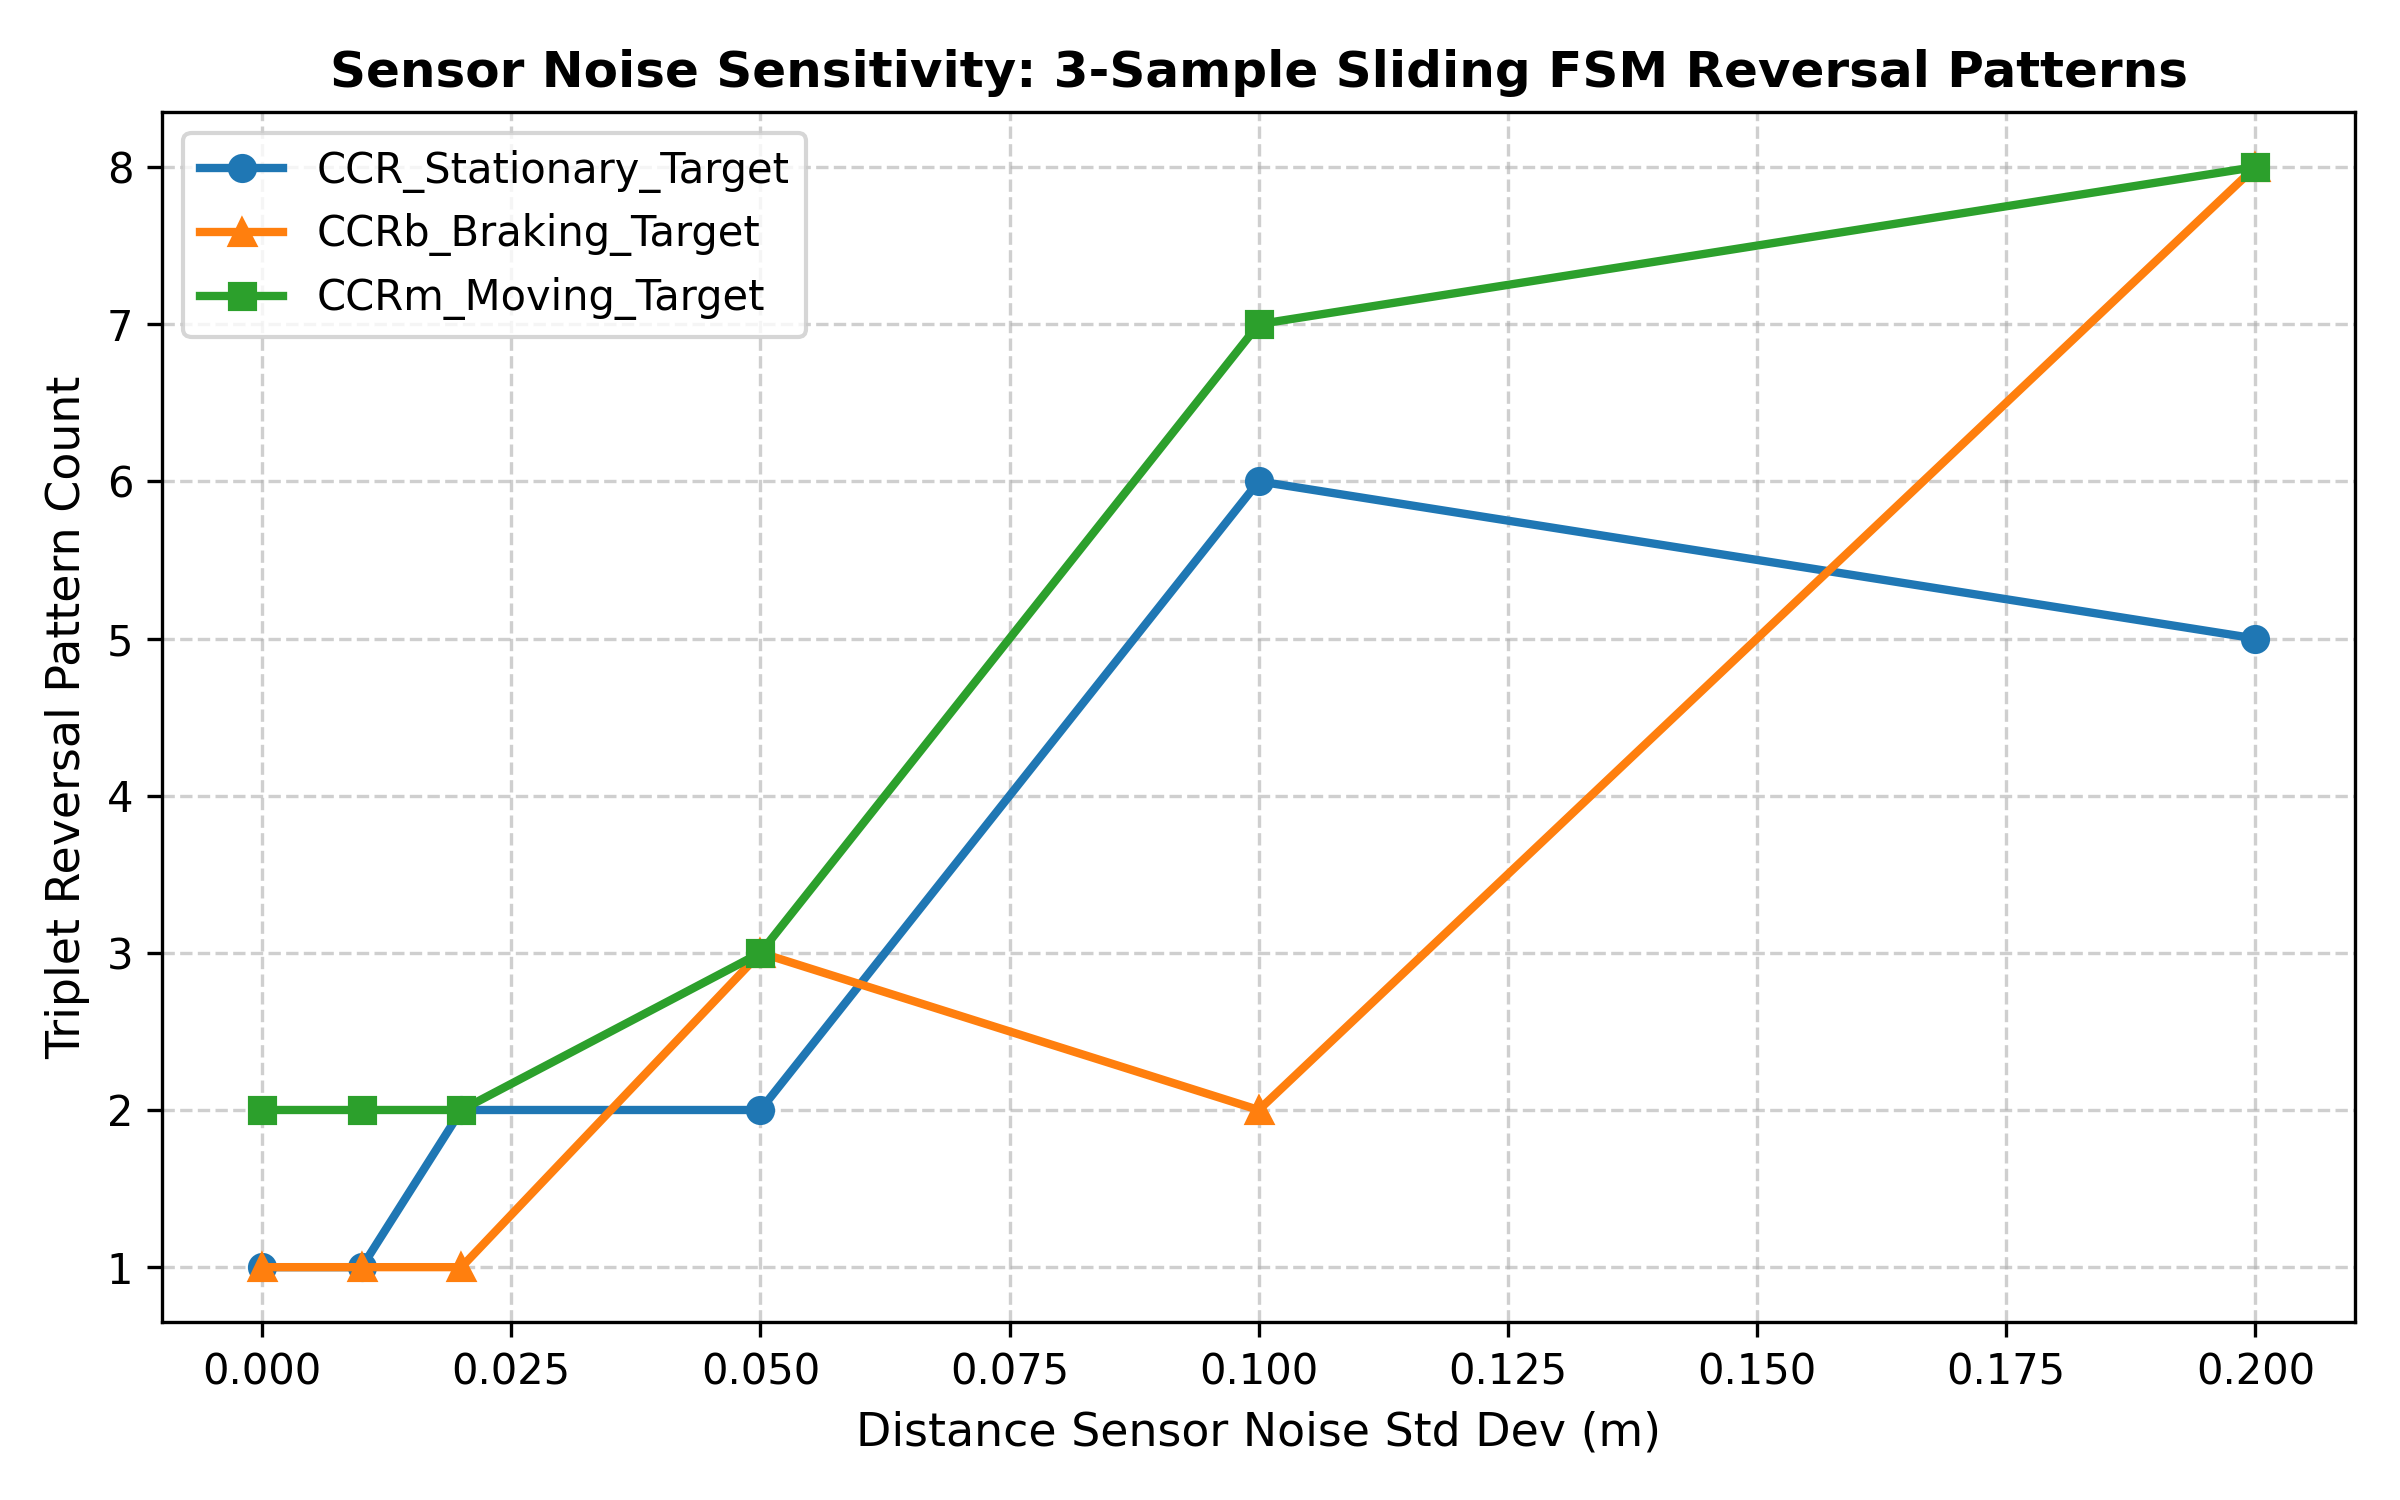 Sensor Noise Sensitivity: 3-Sample Sliding FSM Reversal Patterns
CCR_Stationary_Target
CCRb_Braking_Target
CCRm_Moving_Target
Triplet Reversal Pattern Count
8
7
6
5
4
3
2
1
0.000 0.025 0.050 0.075 0.100 0.125 0.150 0.175 0.200
Distance Sensor Noise Std Dev (m)